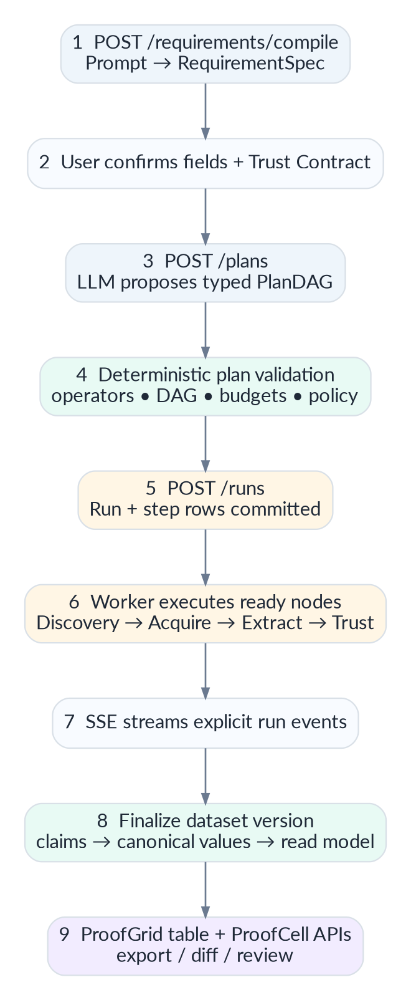 1 POST /requirements/compile
Prompt → RequirementSpec
2 User confirms fields + Trust Contract
3 POST /plans
LLM proposes typed PlanDAG
4 Deterministic plan validation
operators • DAG • budgets • policy
5 POST /runs
Run + step rows committed
6 Worker executes ready nodes
Discovery → Acquire → Extract → Trust
7 SSE streams explicit run events
8 Finalize dataset version
claims → canonical values → read model
9 ProofGrid table + ProofCell APIs
export / diff / review